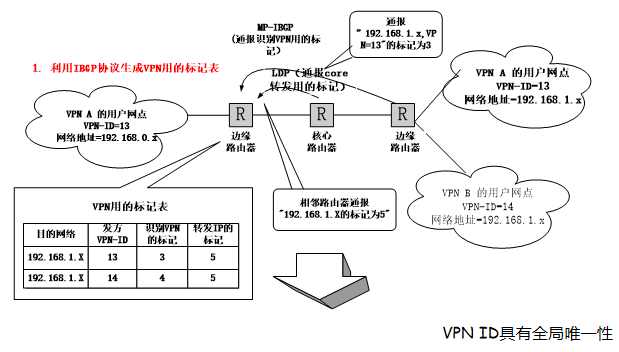 MP-IBGP
(通报识别VPN用的标
记)
通报
" 192.168.1.x,VP
N=13"的标记为3
1. 利用IBGP协议生成VPN用的标记表
LDP (通报core
转发用的标记)
VPN A 的用户网点
VPN-ID=13
网络地址=192.168.1.x
VPN A 的用户网点
VPN-ID=13
网络地址=192.168.0.x
R
R
R
边缘
路由器
核心
路由器
边缘
路由器
VPN B 的用户网点
VPN-ID=14
网络地址=192.168.1.x
相邻路由器通报
"192.168.1.X的标记为5"
VPN用的标记表
目的网络 发方VPN-ID 识别VPN的标记 转发IP的标记
192.168.1.X 13 3 5
192.168.1.X 14 4 5
VPN ID具有全局唯一性